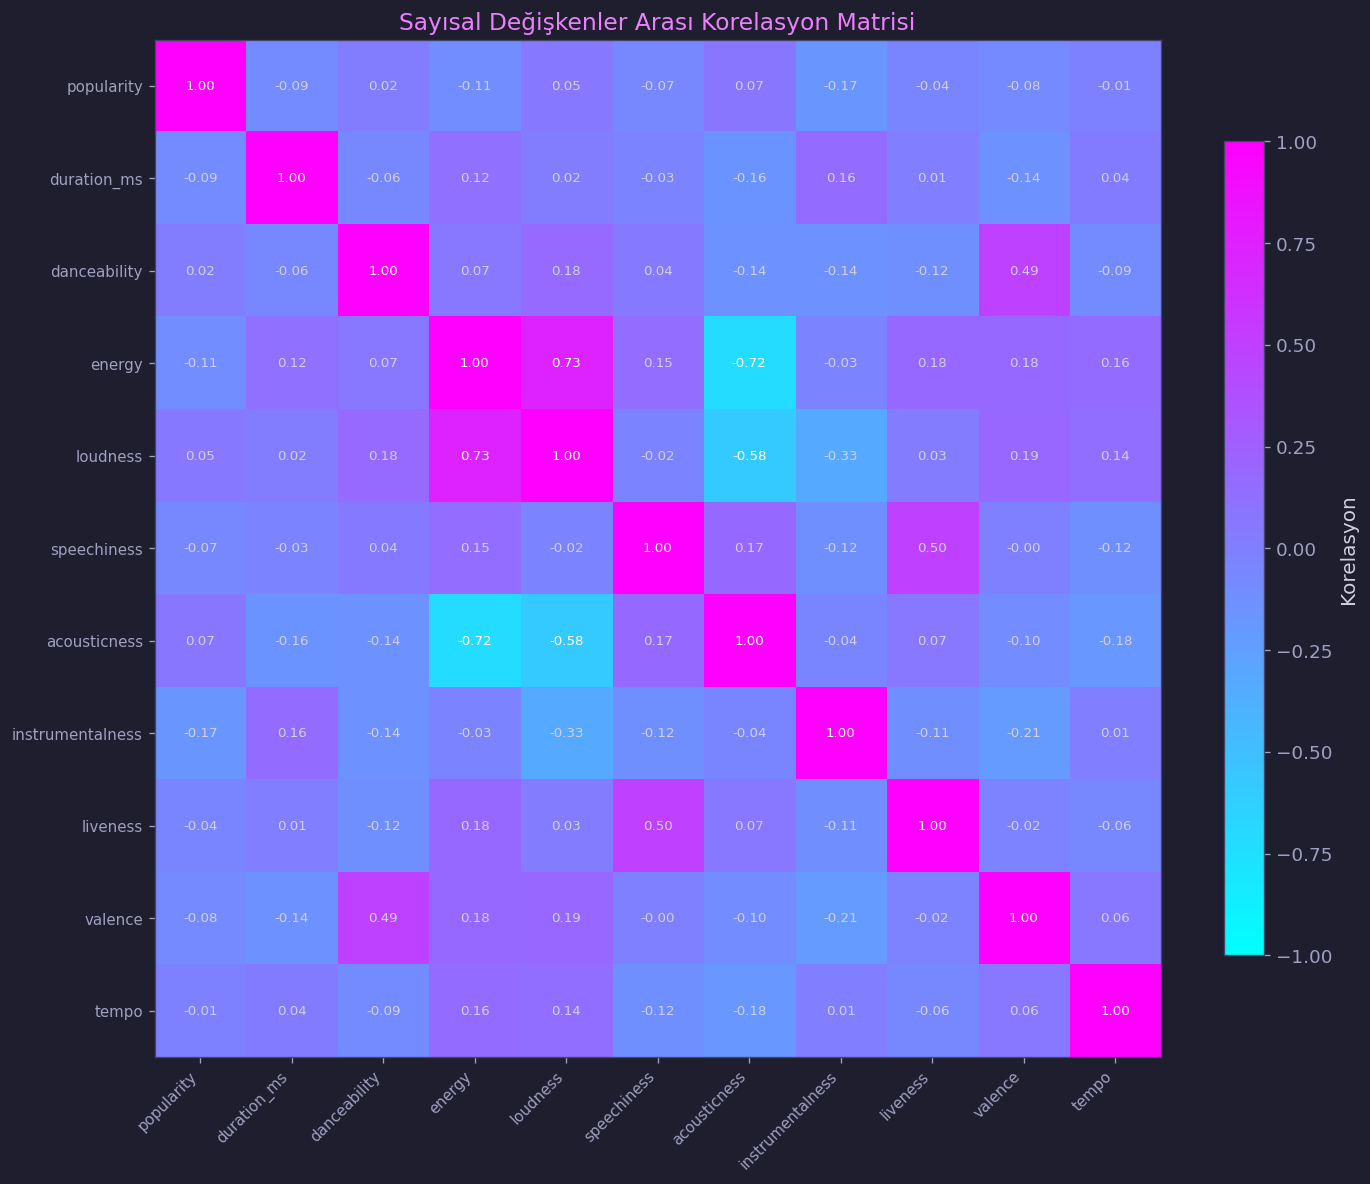 Sayısal Değişkenler Arası Korelasyon Matrisi
popularity 1.00 -0.09 0.02 -0.11 0.05 -0.07 0.07 -0.17 -0.04 -0.08 -0.01
duration_ms -0.09 1.00 -0.06 0.12 0.02 -0.03 -0.16 0.16 0.01 -0.14 0.04
danceability 0.02 -0.06 1.00 0.07 0.18 0.04 -0.14 -0.14 -0.12 0.49 -0.09
energy -0.11 0.12 0.07 1.00 0.73 0.15 -0.72 -0.03 0.18 0.18 0.16
loudness 0.05 0.02 0.18 0.73 1.00 -0.02 -0.58 -0.33 0.03 0.19 0.14
speechiness -0.07 -0.03 0.04 0.15 -0.02 1.00 0.17 -0.12 0.50 -0.00 -0.12
acousticness 0.07 -0.16 -0.14 -0.72 -0.58 0.17 1.00 -0.04 0.07 -0.10 -0.18
instrumentalness -0.17 0.16 -0.14 -0.03 -0.33 -0.12 -0.04 1.00 -0.11 -0.21 0.01
liveness -0.04 0.01 -0.12 0.18 0.03 0.50 0.07 -0.11 1.00 -0.02 -0.06
valence -0.08 -0.14 0.49 0.18 0.19 -0.00 -0.10 -0.21 -0.02 1.00 0.06
tempo -0.01 0.04 -0.09 0.16 0.14 -0.12 -0.18 0.01 -0.06 0.06 1.00
popularity duration_ms danceability energy loudness speechiness acousticness instrumentalness liveness valence tempo
1.00
0.75
0.50
0.25
0.00
−0.25
−0.50
−0.75
−1.00
Korelasyon